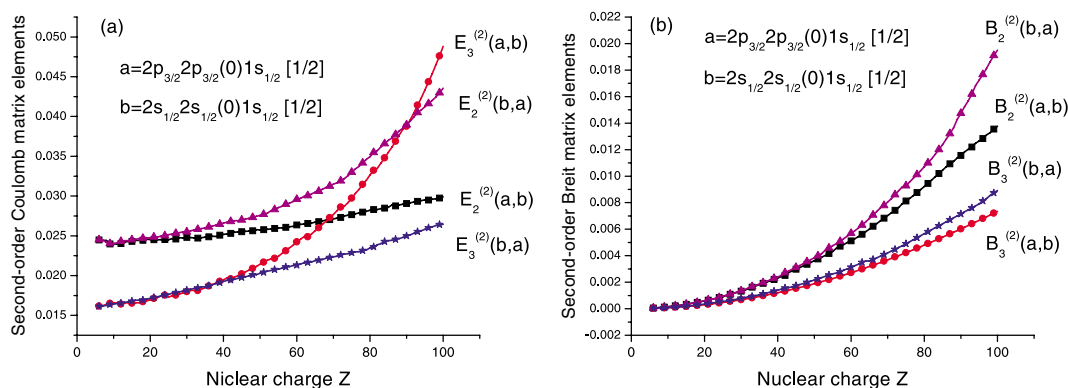 (a)
a=2p3/22p3/2(0)1s1/2 [1/2]
b=2s1/22s1/2(0)1s1/2 [1/2]
E3(2)(a,b)
E2(2)(b,a)
E2(2)(a,b)
E3(2)(b,a)
Second-order Coulomb matrix elements
0.050
0.045
0.040
0.035
0.030
0.025
0.020
0.015
0 20 40 60 80 100
Niclear charge Z
(b)
a=2p3/22p3/2(0)1s1/2 [1/2]
b=2s1/22s1/2(0)1s1/2 [1/2]
B2(2)(b,a)
B2(2)(a,b)
B3(2)(b,a)
B3(2)(a,b)
Second-order Breit matrix elements
0.022
0.020
0.018
0.016
0.014
0.012
0.010
0.008
0.006
0.004
0.002
0.000
-0.002
0 20 40 60 80 100
Nuclear charge Z